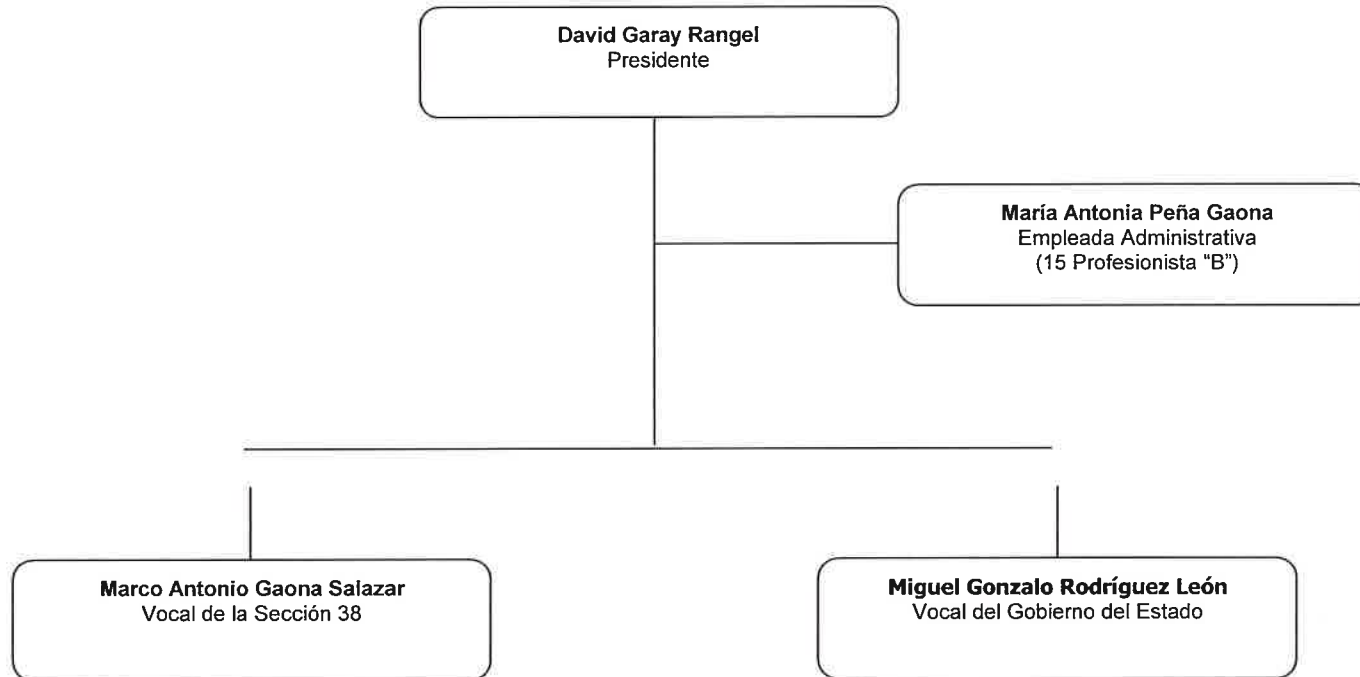 David Garay Rangel
Presidente
María Antonia Peña Gaona
Empleada Administrativa
(15 Profesionista “B”)
Marco Antonio Gaona Salazar
Vocal de la Sección 38
Miguel Gonzalo Rodríguez León
Vocal del Gobierno del Estado